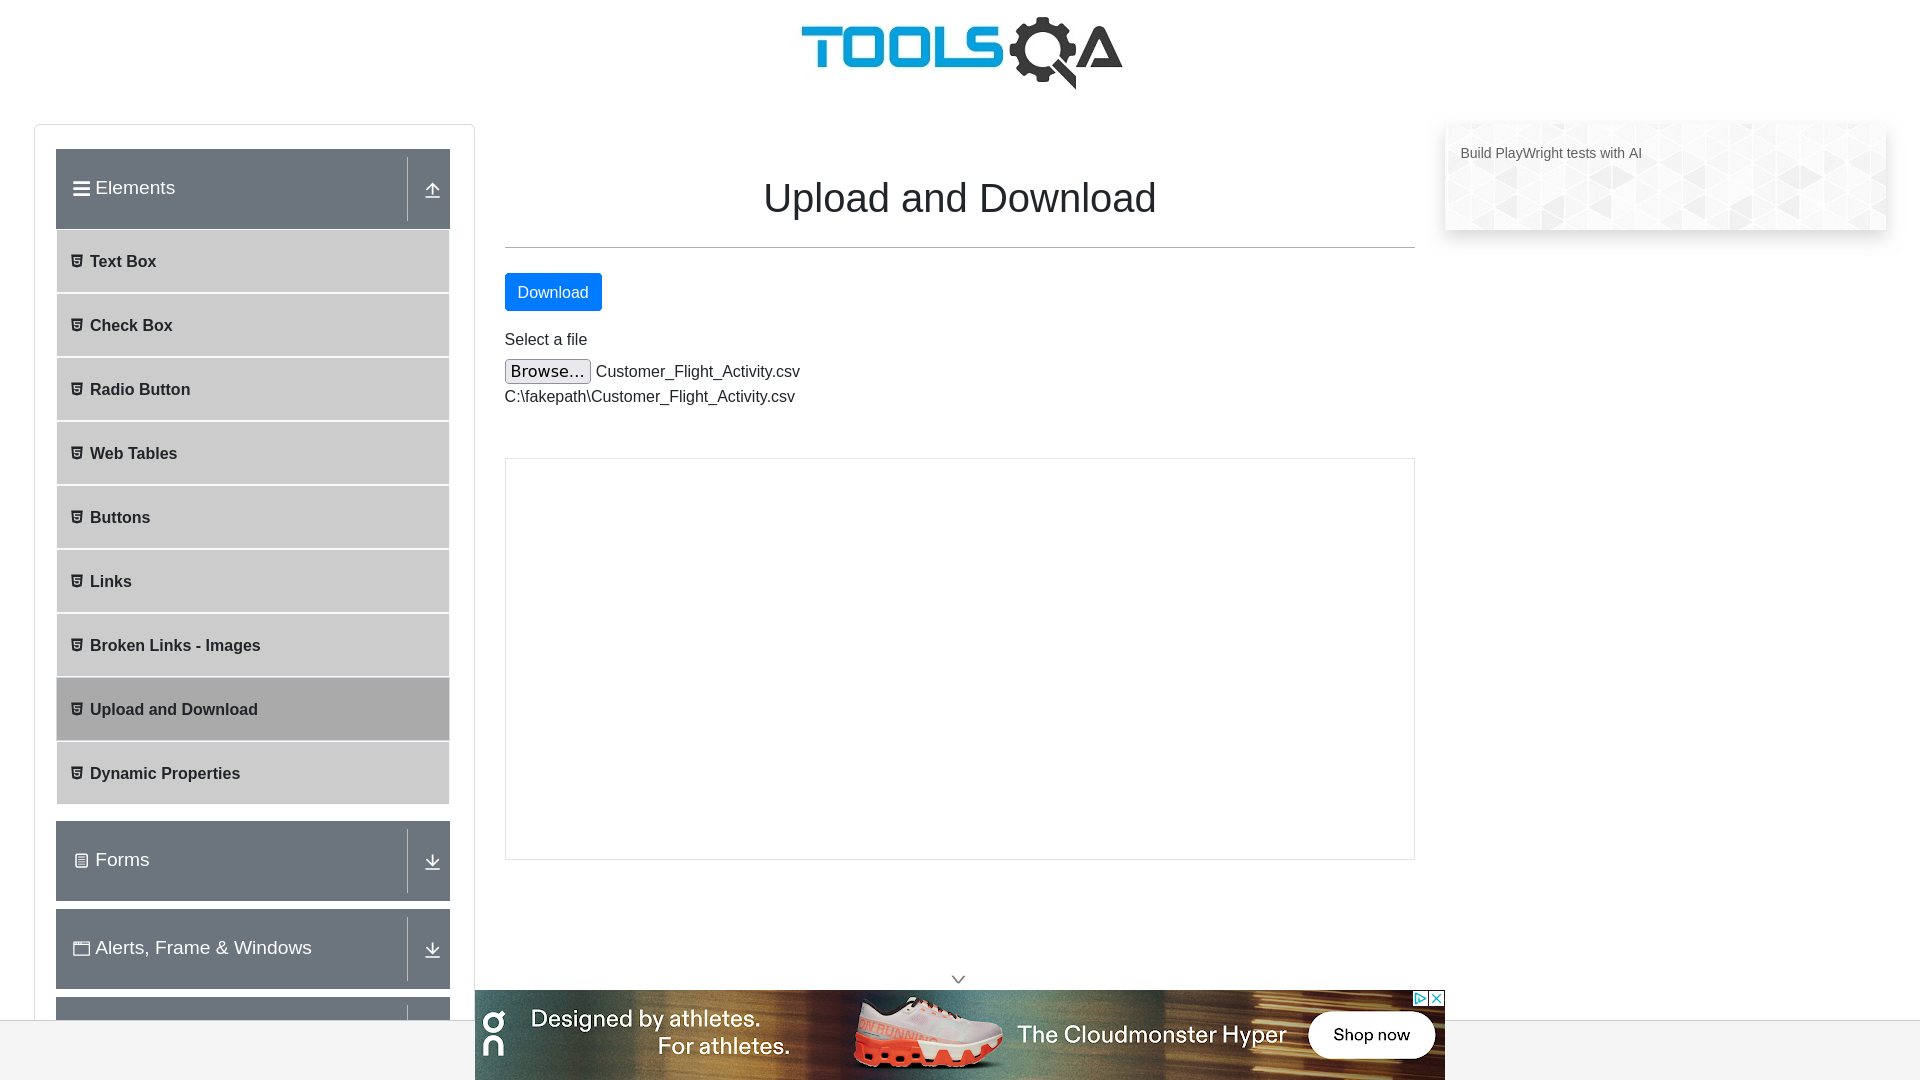 TOOLSQA
Elements
Text Box
Check Box
Radio Button
Web Tables
Buttons
Links
Broken Links - Images
Upload and Download
Dynamic Properties
Forms
Alerts, Frame & Windows
Upload and Download
Download
Select a file
Browse... Customer_Flight_Activity.csv
C:\fakepath\Customer_Flight_Activity.csv
Build PlayWright tests with AI
on
Designed by athletes.
For athletes.
The Cloudmonster Hyper
Shop now